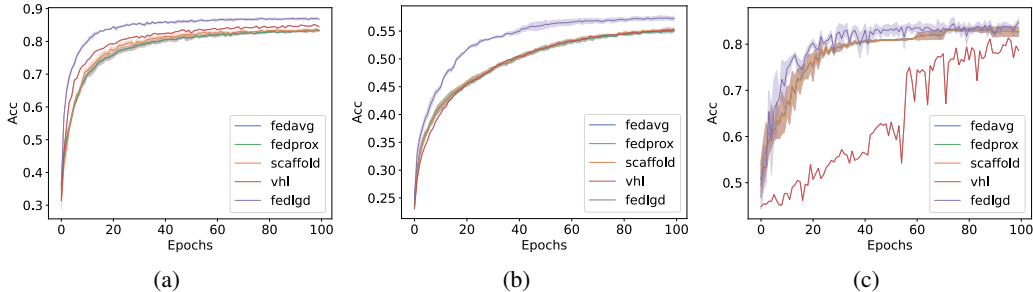 0.9
0.8
0.7
0.6
0.5
0.4
0.3
Acc
0 20 40 60 80 100
Epochs
fedavg
fedprox
scaffold
vhl
fedlgd
(a)
0.55
0.50
0.45
0.40
0.35
0.30
0.25
Acc
0 20 40 60 80 100
Epochs
fedavg
fedprox
scaffold
vhl
fedlgd
(b)
0.8
0.7
0.6
0.5
Acc
0 20 40 60 80 100
Epochs
fedavg
fedprox
scaffold
vhl
fedlgd
(c)